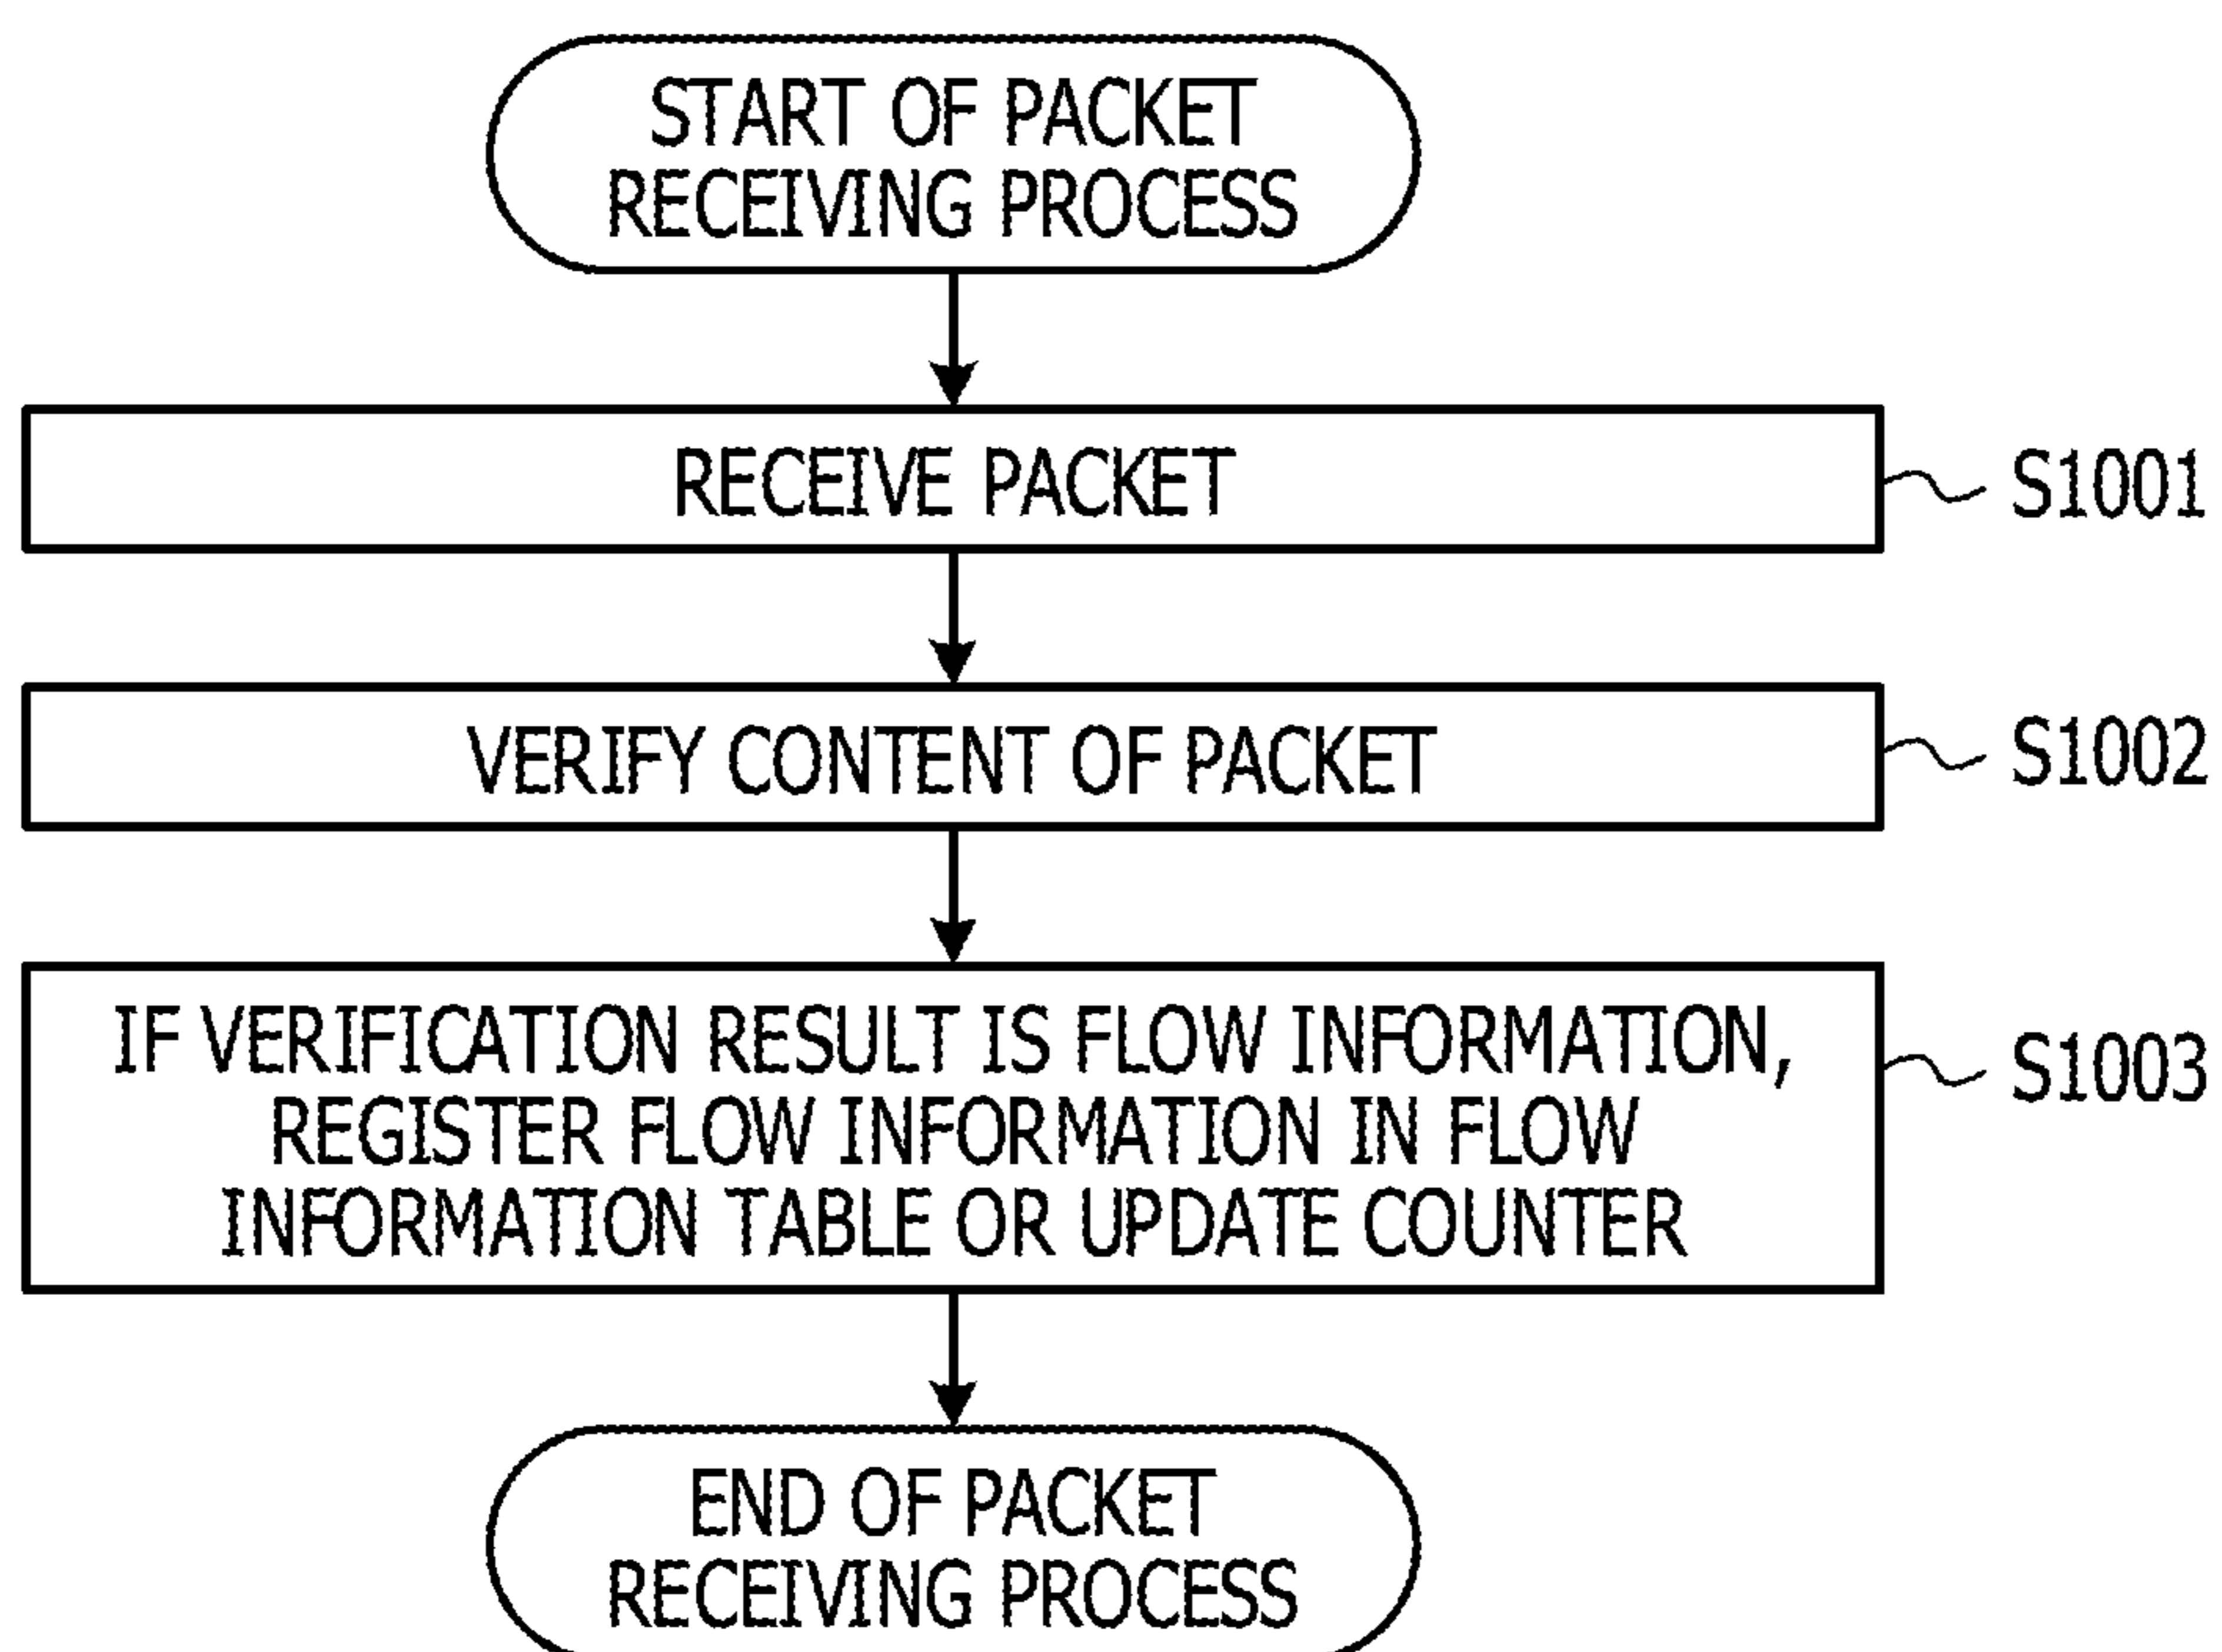 START OF PACKET
RECEIVING PROCESS
RECEIVE PACKET
S1001
VERIFY CONTENT OF PACKET
S1002
IF VERIFICATION RESULT IS FLOW INFORMATION,
REGISTER FLOW INFORMATION IN FLOW
INFORMATION TABLE OR UPDATE COUNTER
S1003
END OF PACKET
RECEIVING PROCESS